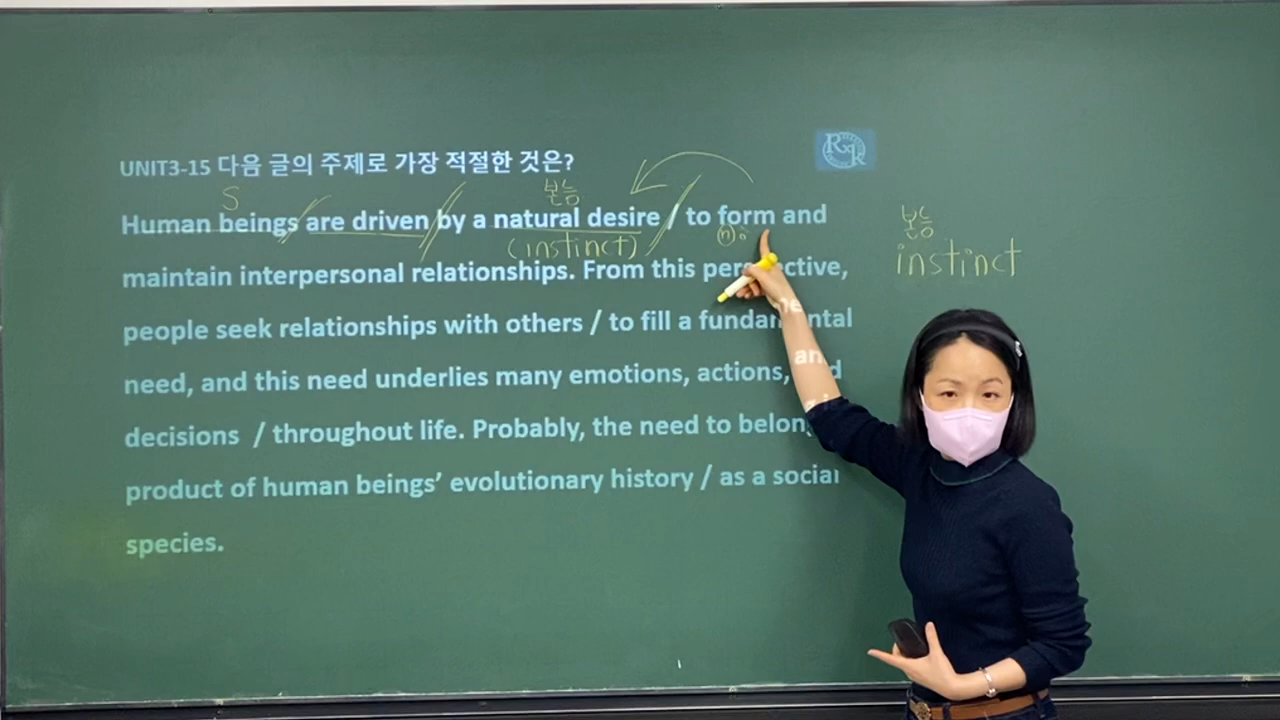 UNIT3-15 다음 글의 주제로 가장 적절한 것은?
S
본능
Human beings are driven by a natural desire / to form and
(instinct)
n
maintain interpersonal relationships. From this perspective,
people seek relationships with others / to fill a fundamental
need, and this need underlies many emotions, actions,
decisions / throughout life. Probably, the need to belong
product of human beings' evolutionary history / as a social
species.
본능
instinct